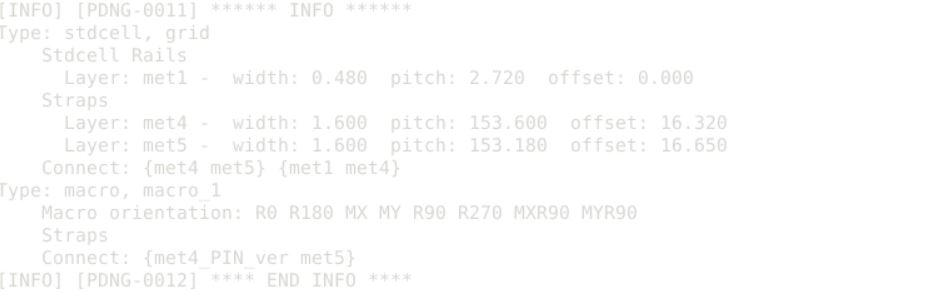 [INFO] [PDNG-0011] ****** INFO ******
Type: stdcell, grid
    Stdcell Rails
      Layer: met1 -  width: 0.480  pitch: 2.720  offset: 0.000
    Straps
      Layer: met4 -  width: 1.600  pitch: 153.600  offset: 16.320
      Layer: met5 -  width: 1.600  pitch: 153.180  offset: 16.650
    Connect: {met4 met5} {met1 met4}
Type: macro, macro_1
    Macro orientation: R0 R180 MX MY R90 R270 MXR90 MYR90
    Straps
    Connect: {met4_PIN_ver met5}
[INFO] [PDNG-0012] **** END INFO ****